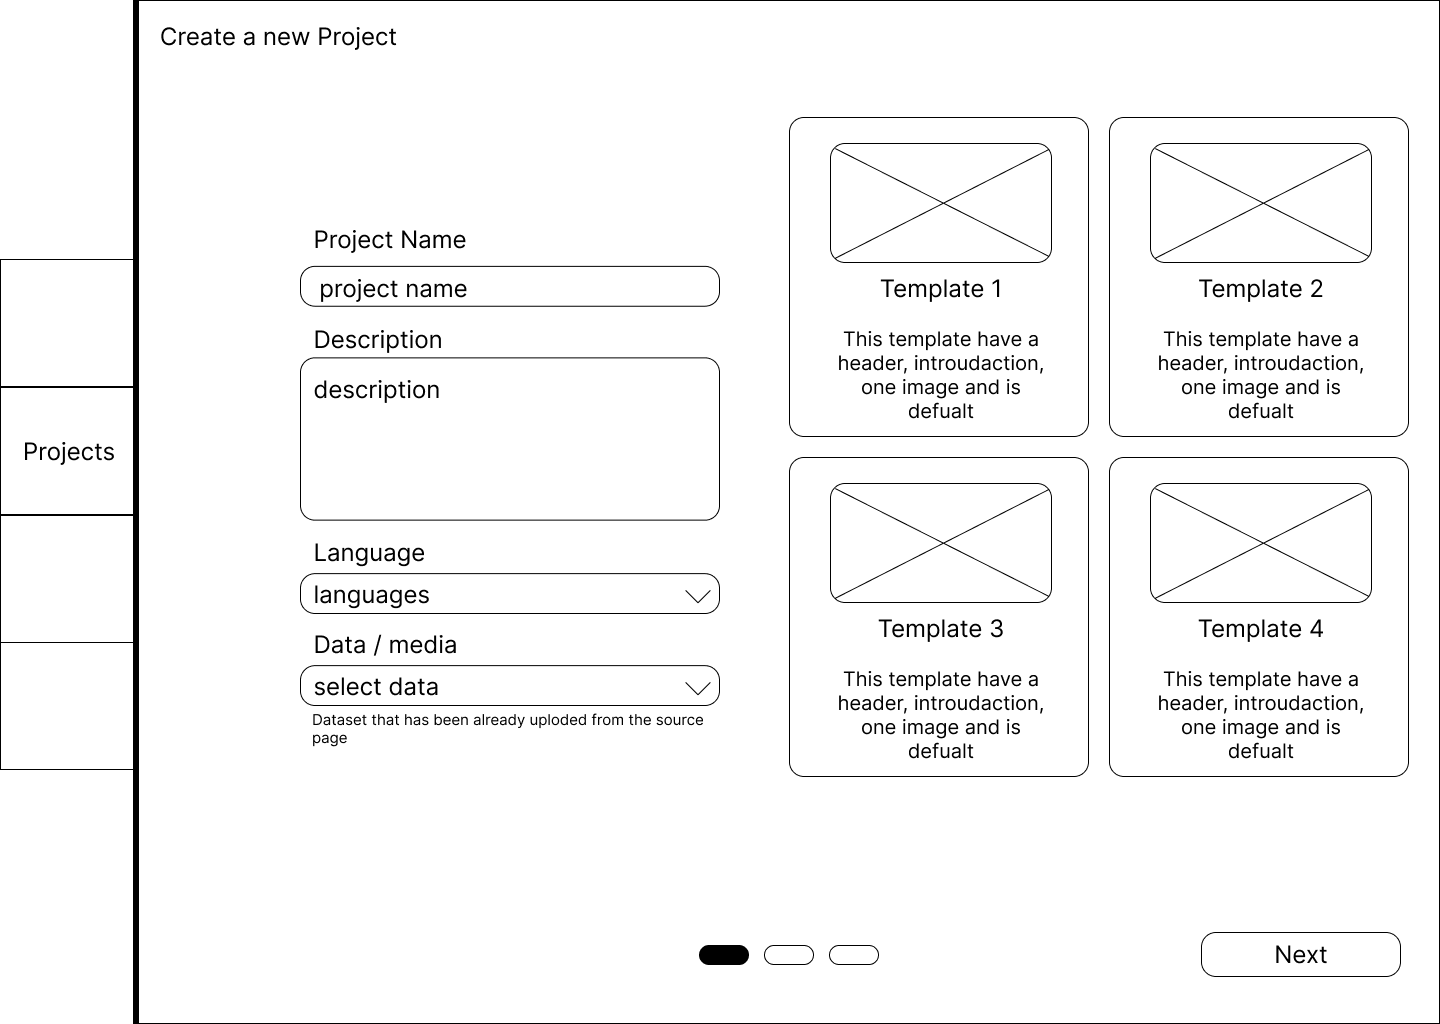 Create a new Project
Projects
Project Name
project name
Description
description
Language
languages
Data / media
select data
Dataset that has been already uploded from the source
page
Template 1
This template have a
header, introudaction,
one image and is
defualt
Template 2
This template have a
header, introudaction,
one image and is
defualt
Template 3
This template have a
header, introudaction,
one image and is
defualt
Template 4
This template have a
header, introudaction,
one image and is
defualt
Next